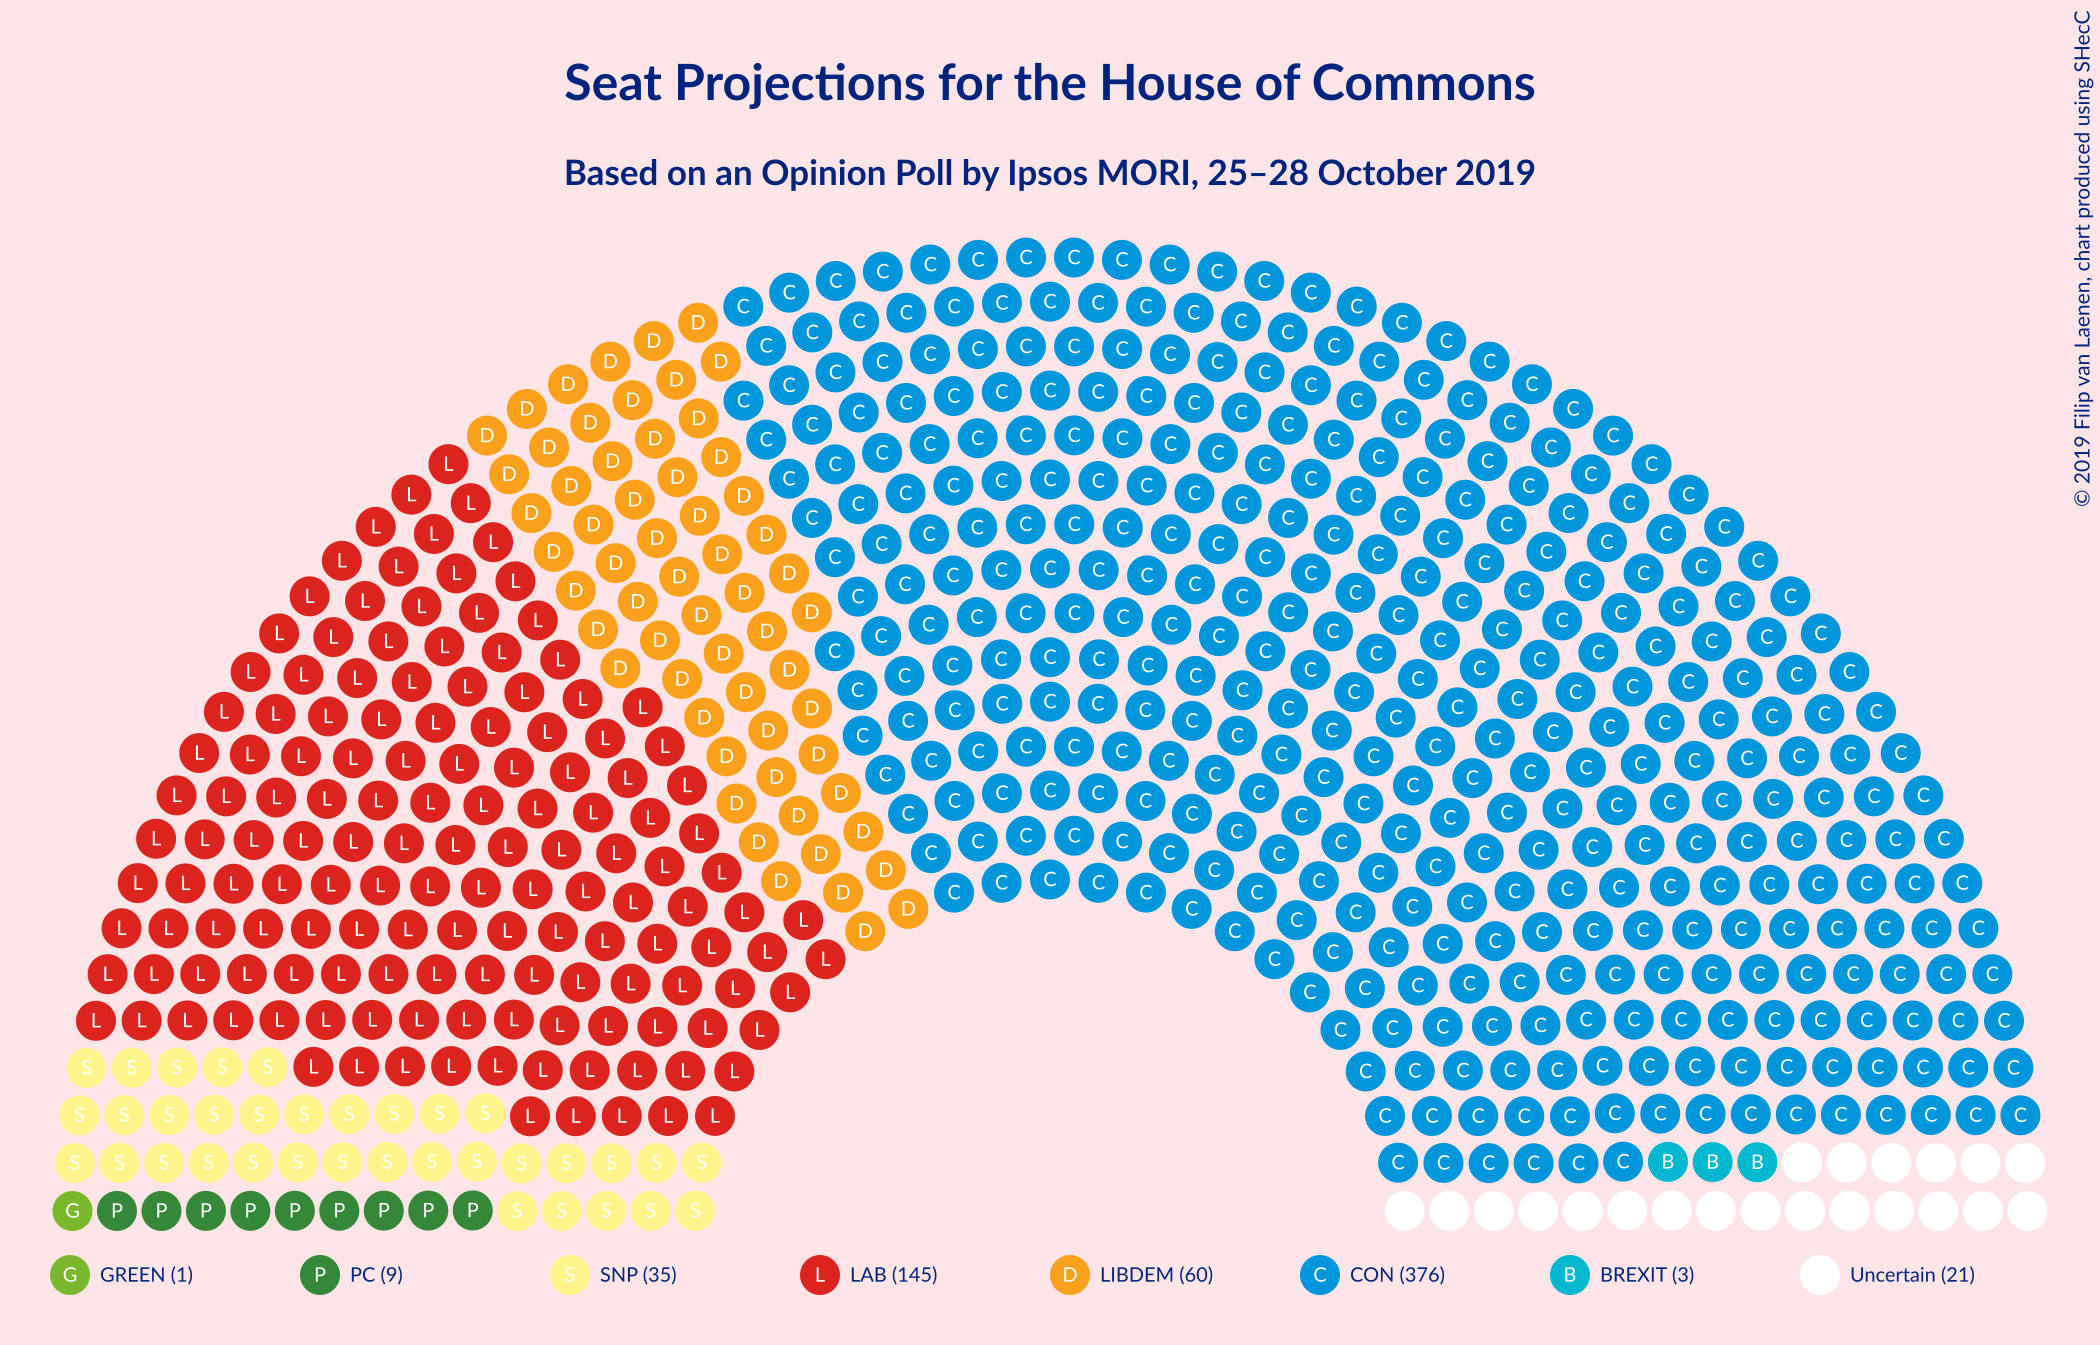 Seat Projections for the House of Commons
Based on an Opinion Poll by Ipsos MORI, 25–28 October 2019
© 2019 Filip van Laenen, chart produced using SHecC
G GREEN (1)
P PC (9)
S SNP (35)
L LAB (145)
D LIBDEM (60)
C CON (376)
B BREXIT (3)
Uncertain (21)